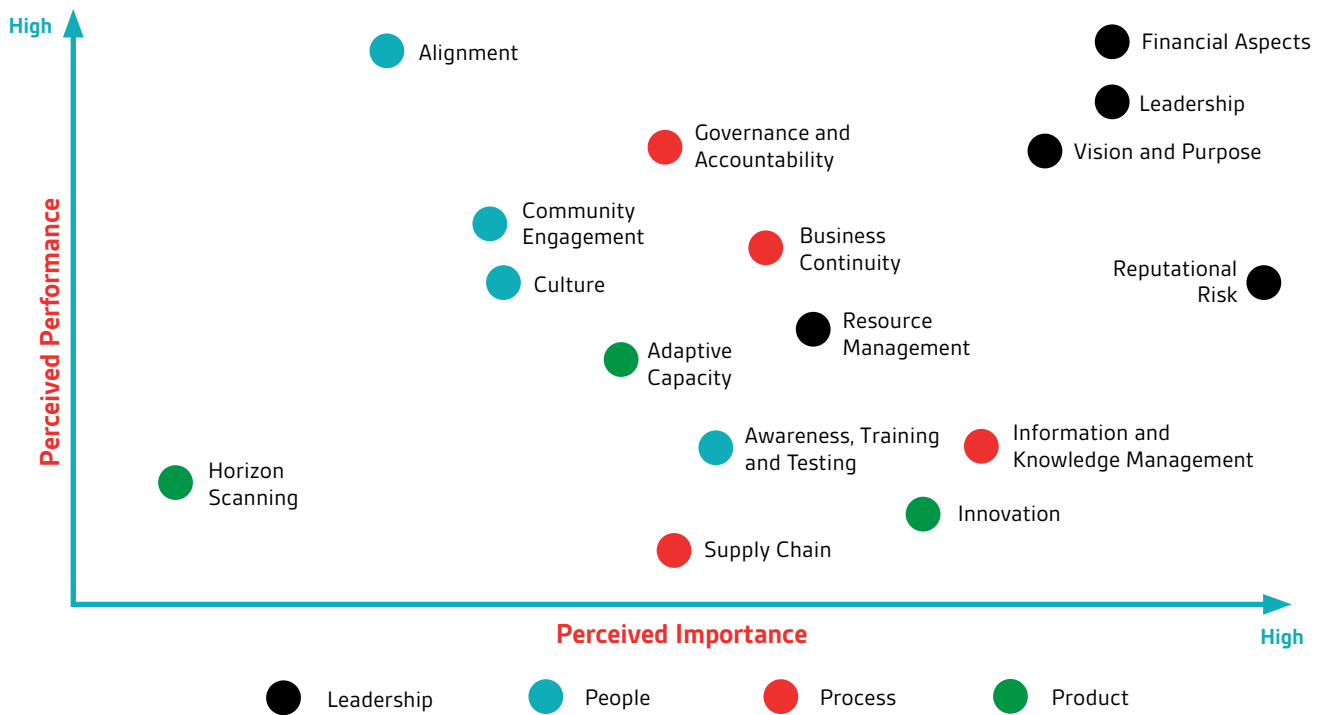 High
Alignment
Financial Aspects
Leadership
Governance and
Accountability
Vision and Purpose
Perceived Performance
Community
Engagement
Business
Continuity
Culture
Reputational
Risk
Resource
Management
Adaptive
Capacity
Awareness, Training
and Testing
Information and
Knowledge Management
Horizon
Scanning
Innovation
Supply Chain
Perceived Importance
High
Leadership
People
Process
Product